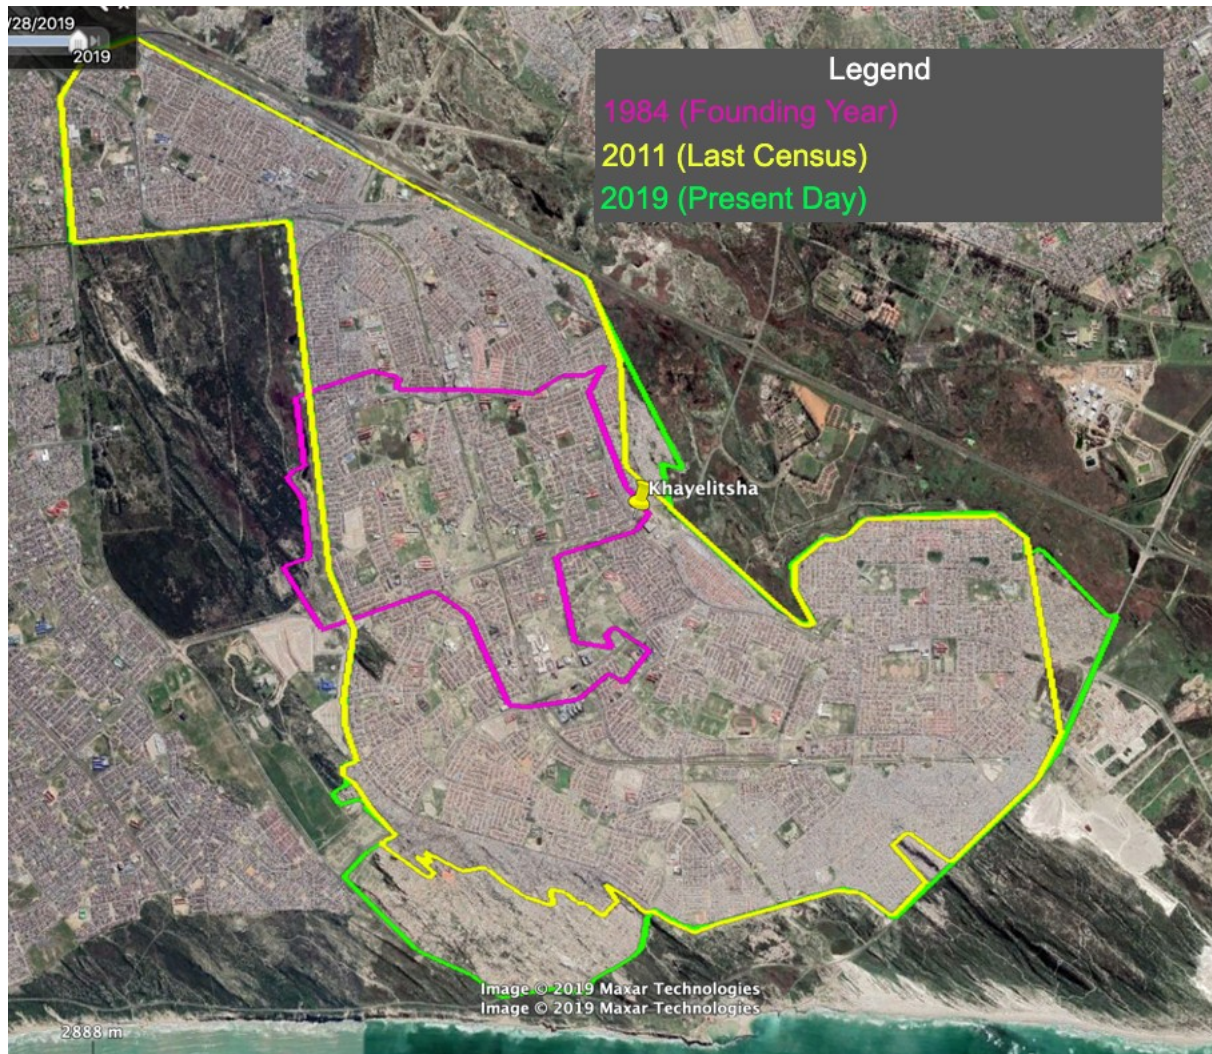 /28/2019
2019
Legend
1984 (Founding Year)
2011 (Last Census)
2019 (Present Day)
Khayelitsha
Image © 2019 Maxar Technologies
Image © 2019 Maxar Technologies
2888 m